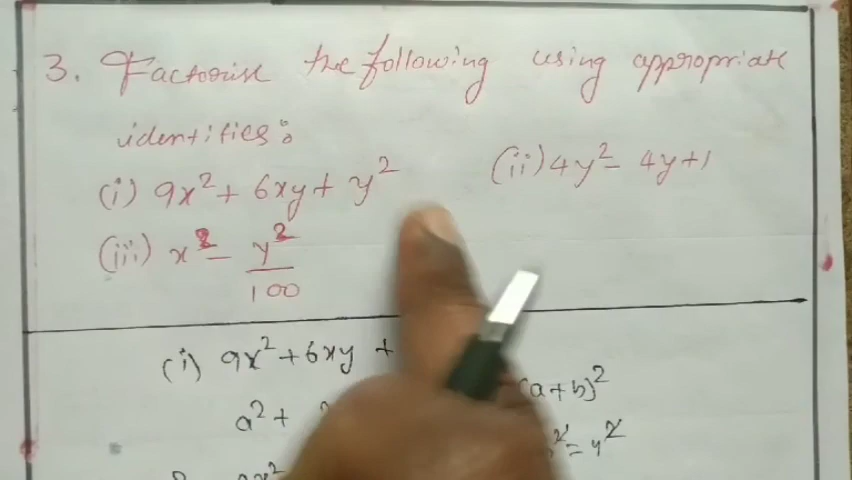 3. Factorise the following using appropriate
identities:
(i) 9x² + 6xy + y² (ii) 4y² - 4y + 1
(iii) x² - y²/100
(i) 9x² + 6xy +
a² + (a + b)²
= y²